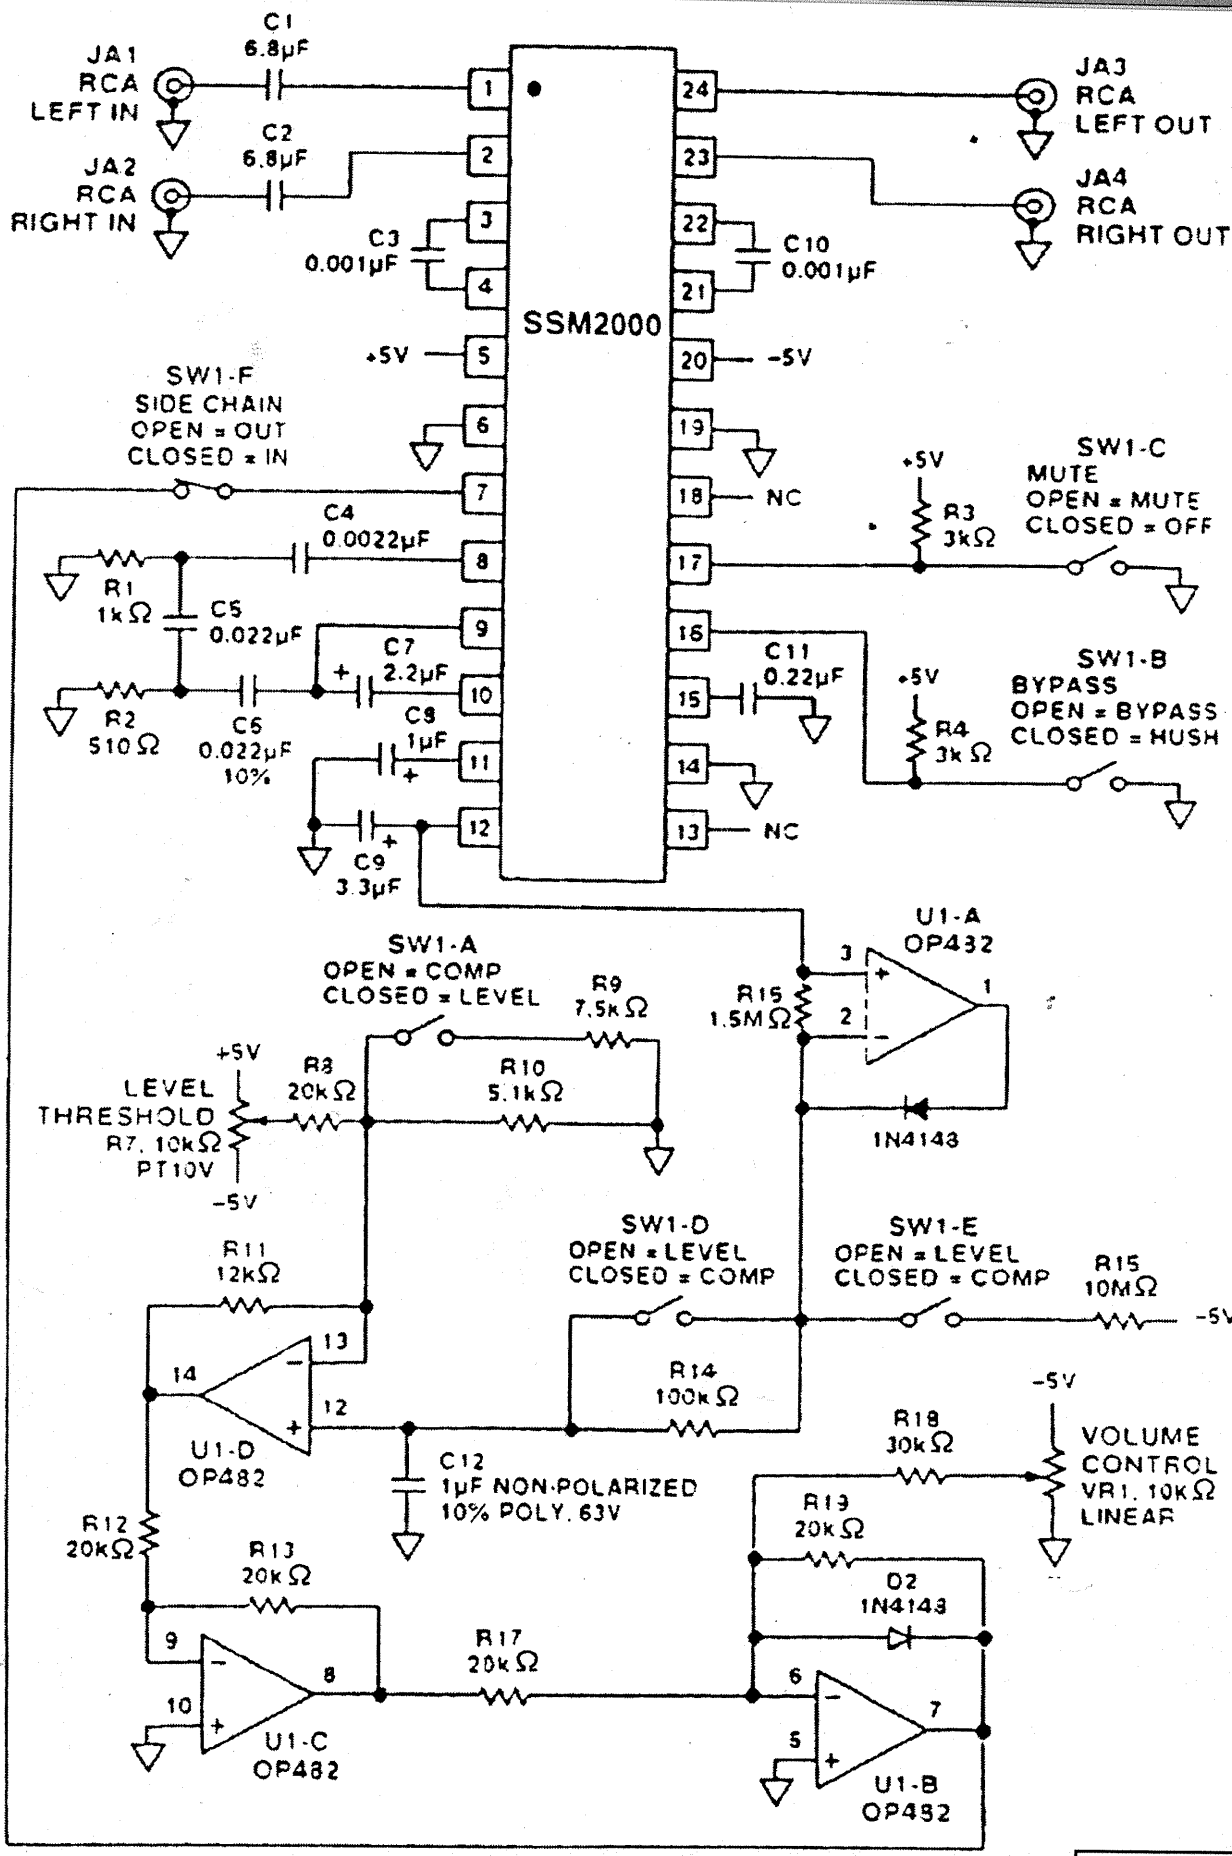 JA1
RCA
LEFT IN
C1
6.8µF
JA2
RCA
RIGHT IN
C2
6.8µF
C3
0.001µF
+5V
SW1-F
SIDE CHAIN
OPEN = OUT
CLOSED = IN
C4
0.0022µF
R1
1kΩ
C5
0.022µF
R2
510Ω
C6
0.022µF
10%
C7
+
2.2µF
C8
1µF
+
C9
+
3.3µF
1
2
3
4
5
6
7
8
9
10
11
12
SSM2000
24
23
22
21
20
19
18
17
16
15
14
13
JA3
RCA
LEFT OUT
JA4
RCA
RIGHT OUT
C10
0.001µF
-5V
NC
+5V
R3
3kΩ
SW1-C
MUTE
OPEN = MUTE
CLOSED = OFF
C11
0.22µF
+5V
R4
3kΩ
SW1-B
BYPASS
OPEN = BYPASS
CLOSED = HUSH
NC
U1-A
OP482
3
+
2
-
1
R16
1.5MΩ
1N4148
SW1-A
OPEN = COMP
CLOSED = LEVEL
R9
7.5kΩ
R10
5.1kΩ
+5V
LEVEL
THRESHOLD
R7, 10kΩ
PT10V
-5V
R8
20kΩ
R11
12kΩ
SW1-D
OPEN = LEVEL
CLOSED = COMP
SW1-E
OPEN = LEVEL
CLOSED = COMP
R15
10MΩ
-5V
R14
100kΩ
14
13
-
12
+
U1-D
OP482
C12
1µF NON-POLARIZED
10% POLY, 63V
-5V
R18
30kΩ
VOLUME
CONTROL
VR1, 10kΩ
LINEAR
R19
20kΩ
D2
1N4148
R12
20kΩ
R13
20kΩ
9
-
10
+
8
U1-C
OP482
R17
20kΩ
6
-
5
+
7
U1-B
OP482